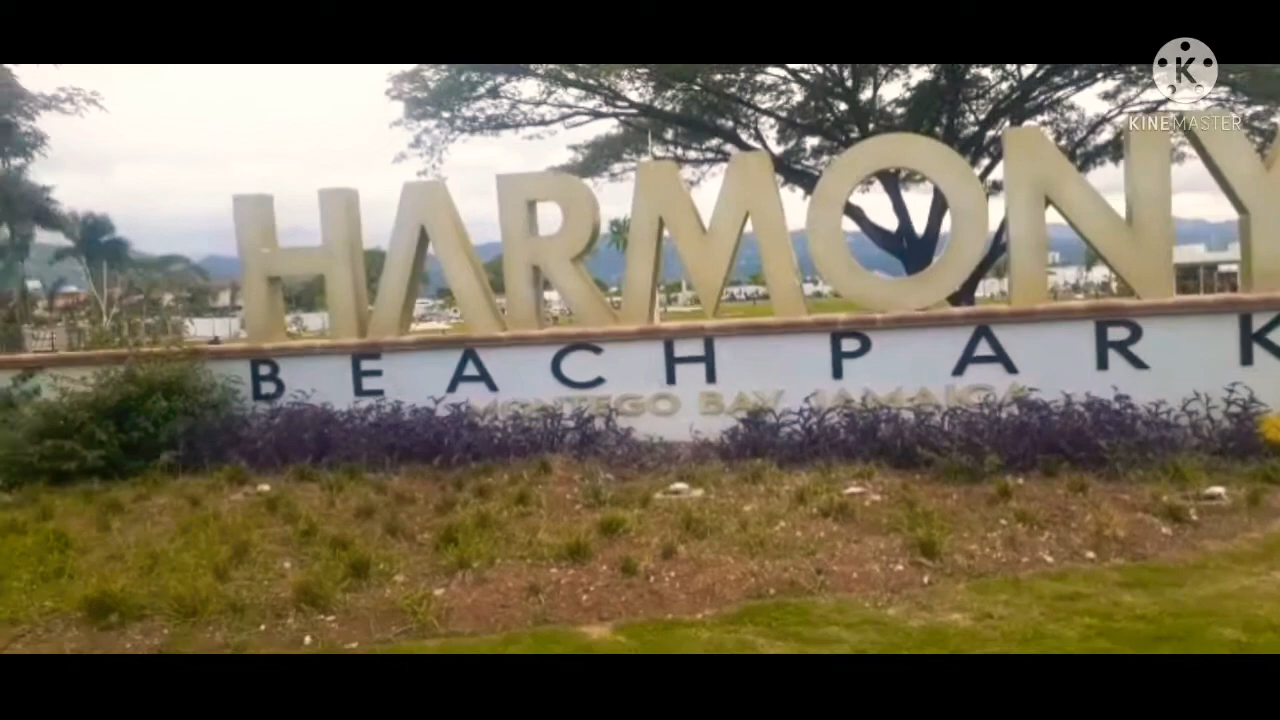 K
KINEMASTER
HARMONY
BEACH PARK
MONTEGO BAY, JAMAICA